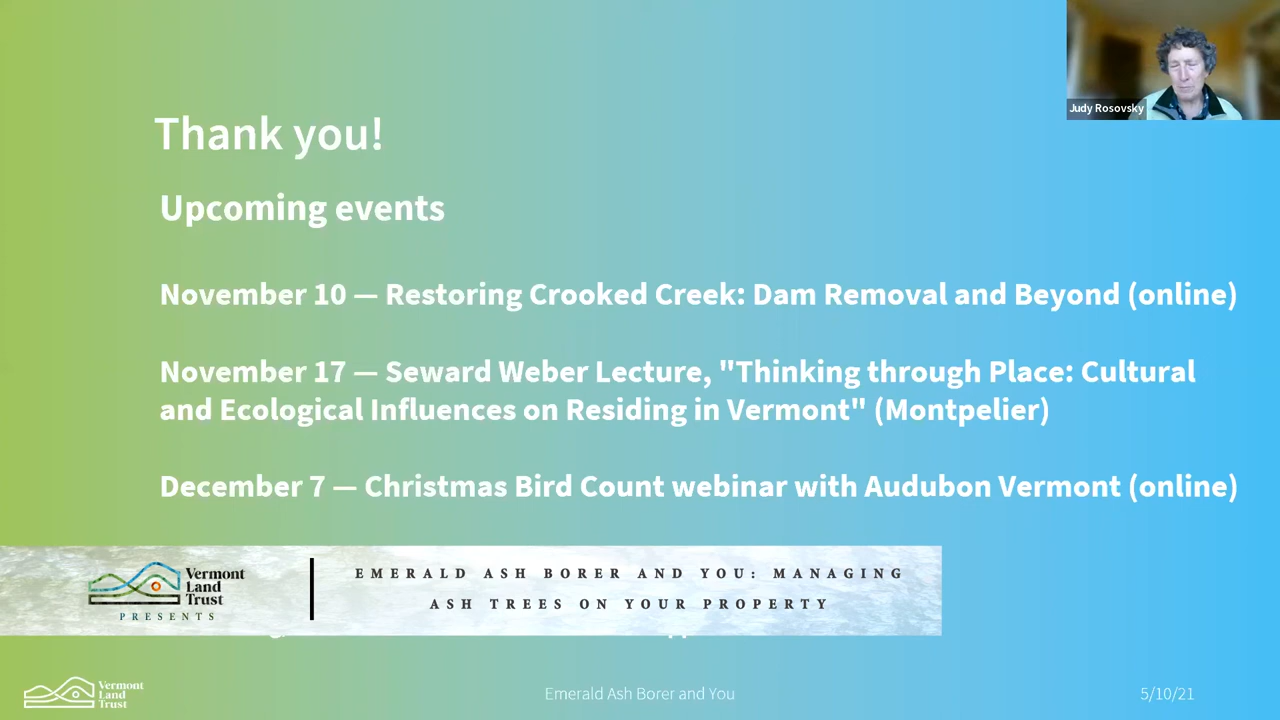 Judy Rosovsky
Thank you!
Upcoming events
November 10 — Restoring Crooked Creek: Dam Removal and Beyond (online)
November 17 — Seward Weber Lecture, "Thinking through Place: Cultural
and Ecological Influences on Residing in Vermont" (Montpelier)
December 7 — Christmas Bird Count webinar with Audubon Vermont (online)
Vermont
Land
Trust
PRESENTS
EMERALD ASH BORER AND YOU: MANAGING
ASH TREES ON YOUR PROPERTY
Vermont
Land
Trust
Emerald Ash Borer and You
5/10/21